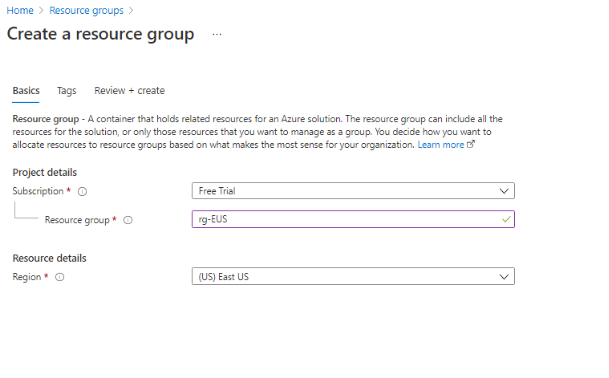 Home > Resource groups >
Create a resource group ...
Basics Tags Review + create
Resource group - A container that holds related resources for an Azure solution. The resource group can include all the
resources for the solution, or only those resources that you want to manage as a group. You decide how you want to
allocate resources to resource groups based on what makes the most sense for your organization. Learn more
Project details
Subscription * Free Trial
Resource group * rg-EUS
Resource details
Region * (US) East US